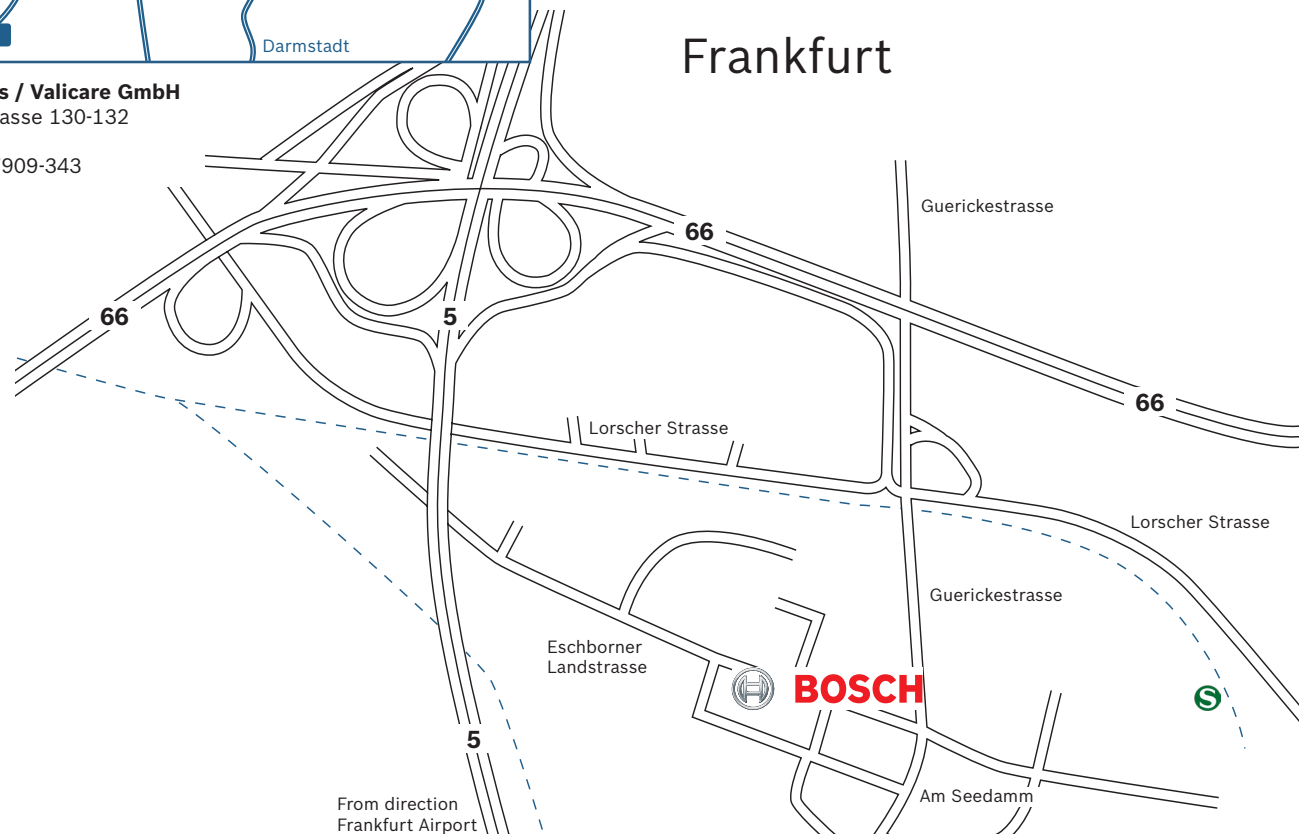 Darmstadt
Frankfurt
s / Valicare GmbH
asse 130-132
909-343
Guerickestrasse
66
66
5
66
Lorscher Strasse
Lorscher Strasse
Guerickestrasse
Eschborner
Landstrasse
BOSCH
S
5
Am Seedamm
From direction
Frankfurt Airport